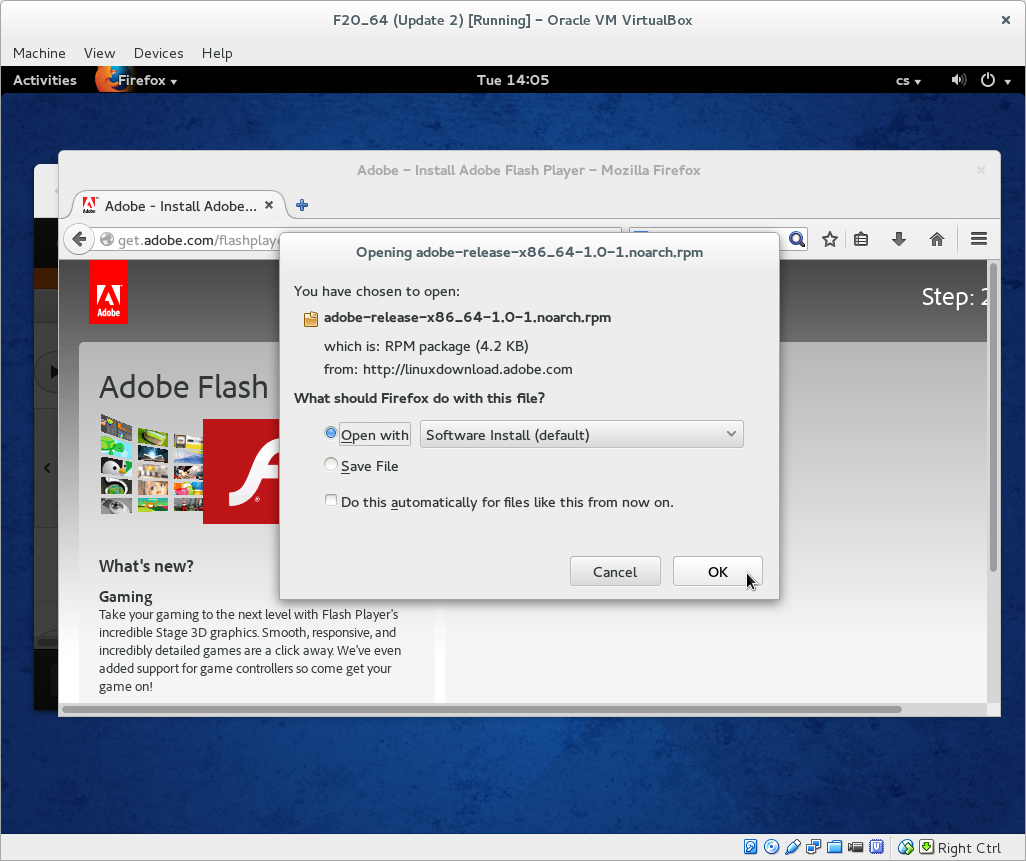 F20_64 (Update 2) [Running] – Oracle VM VirtualBox
Machine View Devices Help
Activities Firefox Tue 14:05 cs
Adobe – Install Adobe Flash Player – Mozilla Firefox
Adobe - Install Adobe...
get.adobe.com/flashplaye
Opening adobe-release-x86_64-1.0-1.noarch.rpm
Adobe
Step: 2
You have chosen to open:
adobe-release-x86_64-1.0-1.noarch.rpm
which is: RPM package (4.2 KB)
from: http://linuxdownload.adobe.com
What should Firefox do with this file?
Open with Software Install (default)
Save File
Do this automatically for files like this from now on.
Cancel OK
Adobe Flash
What's new?
Gaming
Take your gaming to the next level with Flash Player's
incredible Stage 3D graphics. Smooth, responsive, and
incredibly detailed games are a click away. We've even
added support for game controllers so come get your
game on!
Right Ctrl